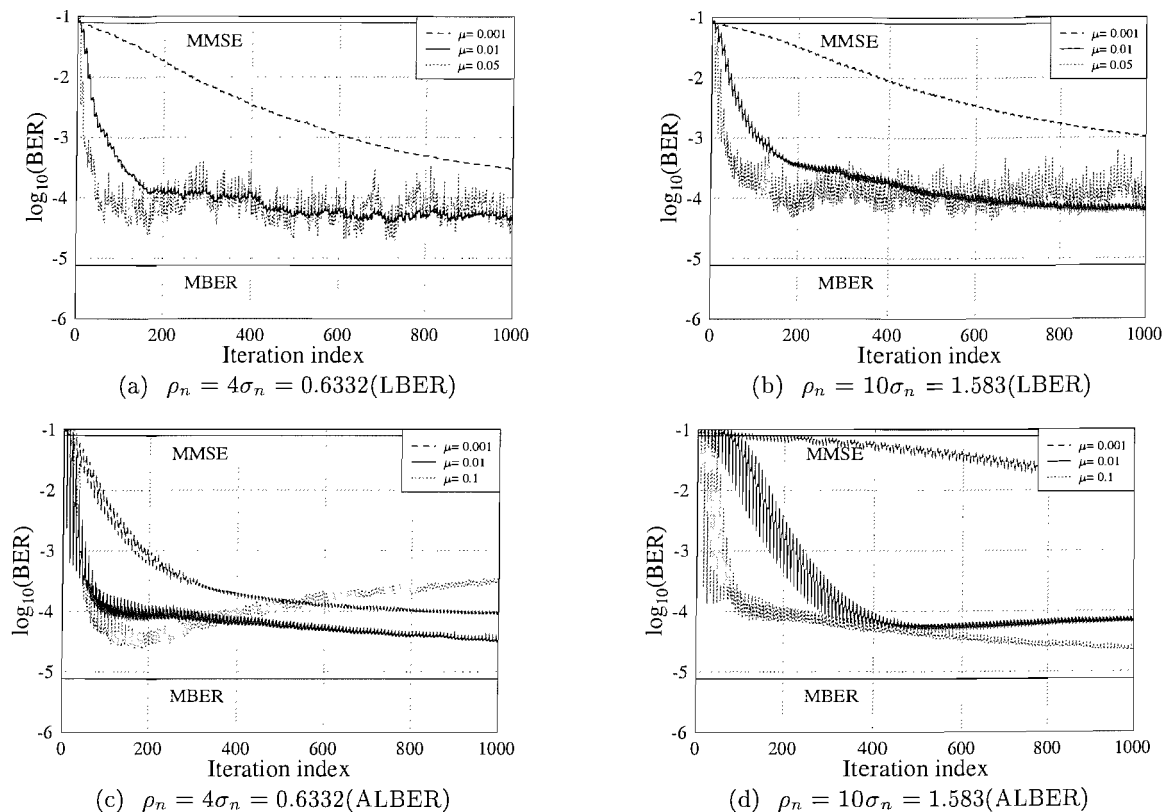 -1
-2
-3
-4
-5
-6
log₁₀(BER)
MMSE
MBER
μ= 0.001
μ= 0.01
μ= 0.05
0 200 400 600 800 1000
Iteration index
(a) ρₙ = 4σₙ = 0.6332(LBER)
-1
-2
-3
-4
-5
-6
log₁₀(BER)
MMSE
MBER
μ= 0.001
μ= 0.01
μ= 0.05
0 200 400 600 800 1000
Iteration index
(b) ρₙ = 10σₙ = 1.583(LBER)
-1
-2
-3
-4
-5
-6
log₁₀(BER)
MMSE
MBER
μ= 0.001
μ= 0.01
μ= 0.1
0 200 400 600 800 1000
Iteration index
(c) ρₙ = 4σₙ = 0.6332(ALBER)
-1
-2
-3
-4
-5
-6
log₁₀(BER)
MMSE
MBER
μ= 0.001
μ= 0.01
μ= 0.1
0 200 400 600 800 1000
Iteration index
(d) ρₙ = 10σₙ = 1.583(ALBER)